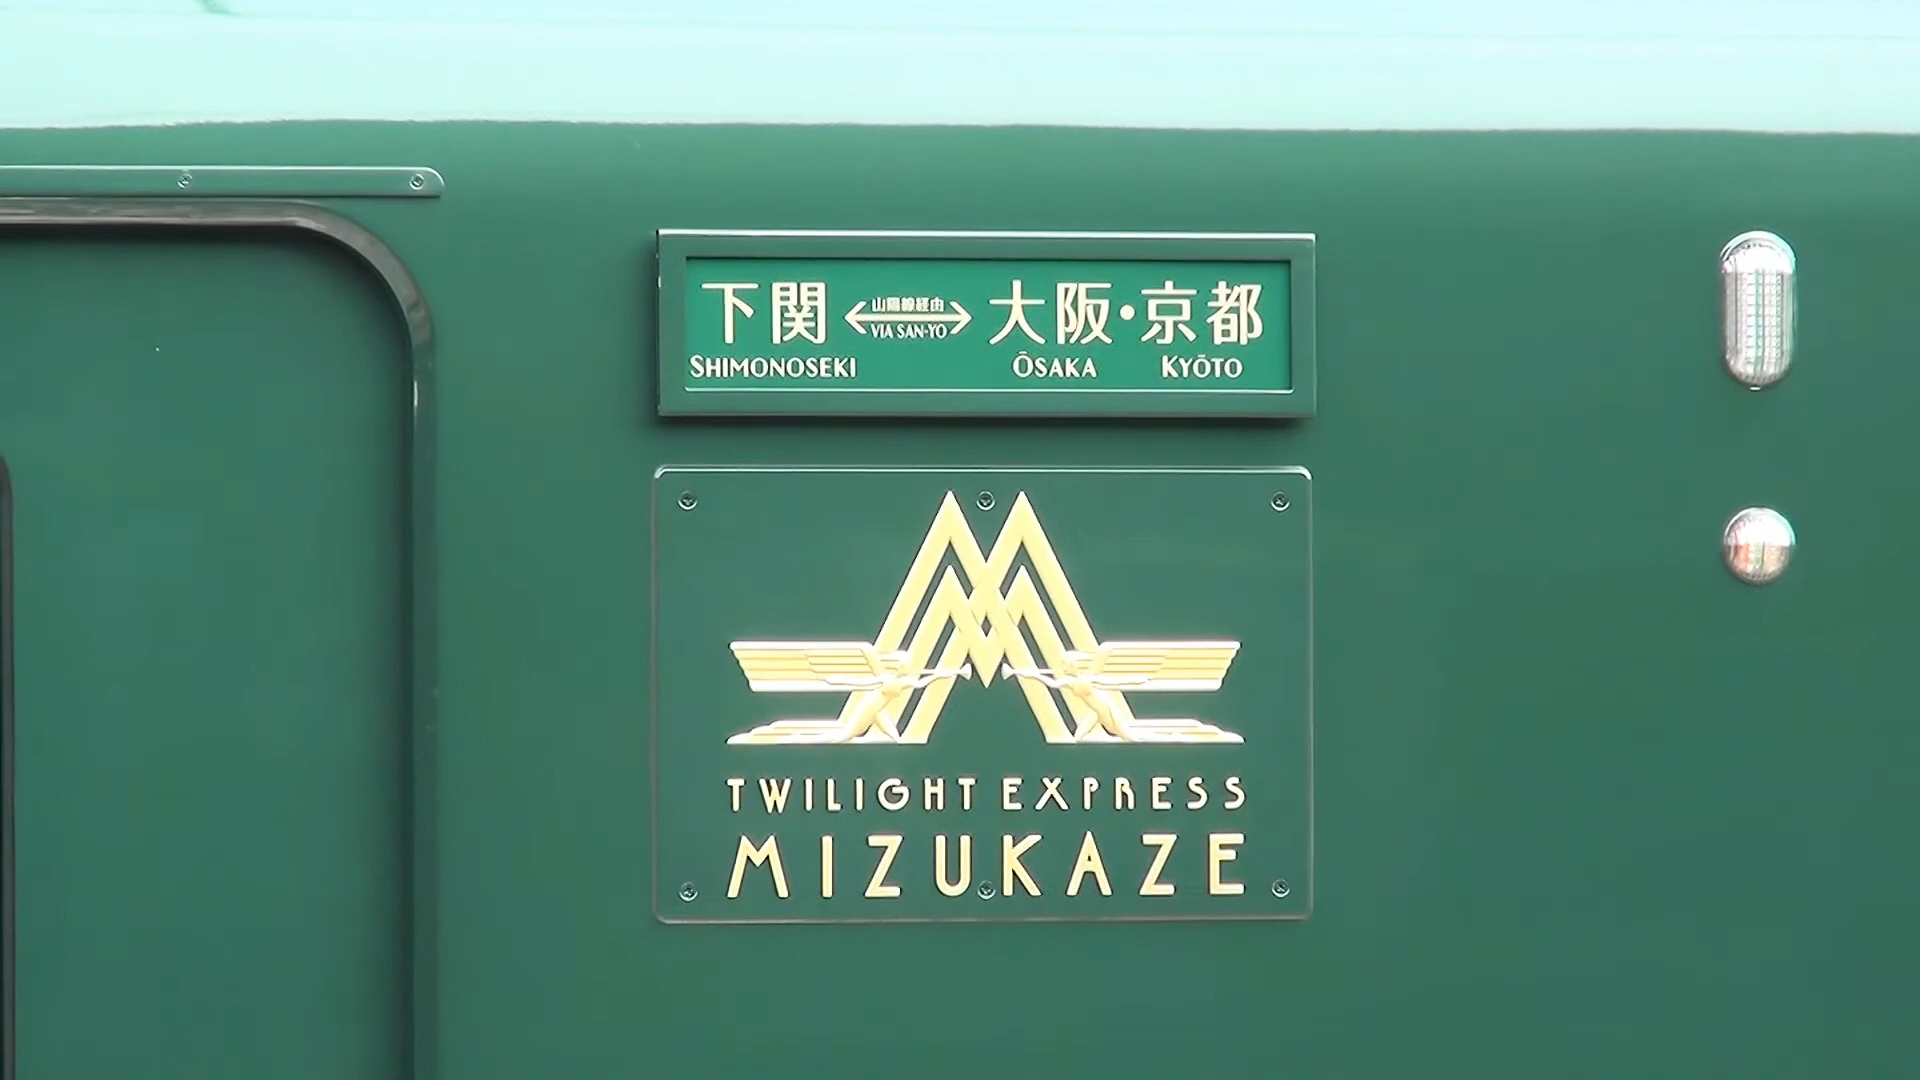 下関 山陽線経由 大阪・京都
VIA SAN-YO
SHIMONOSEKI ŌSAKA KYŌTO
TWILIGHT EXPRESS
MIZUKAZE